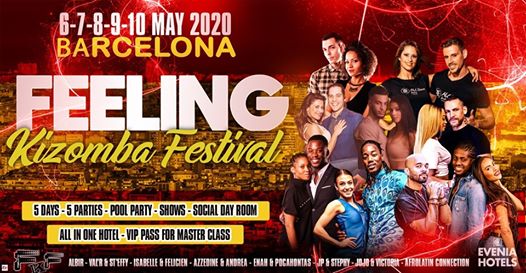 6-7-8-9-10 MAY 2020
BARCELONA
FEELING
Kizomba Festival
5 DAYS - 5 PARTIES - POOL PARTY - SHOWS - SOCIAL DAY ROOM
ALL IN ONE HOTEL - VIP PASS FOR MASTER CLASS
ALBIR - VAI'R & ST'EFFY - ISABELLE & FELICIEN - AZZEDINE & ANDREA - ENAH & POCAHONTAS - JP & STEPHY - JOJO & VICTORIA - AFROLATIN CONNECTION
EVENIA
HOTELS